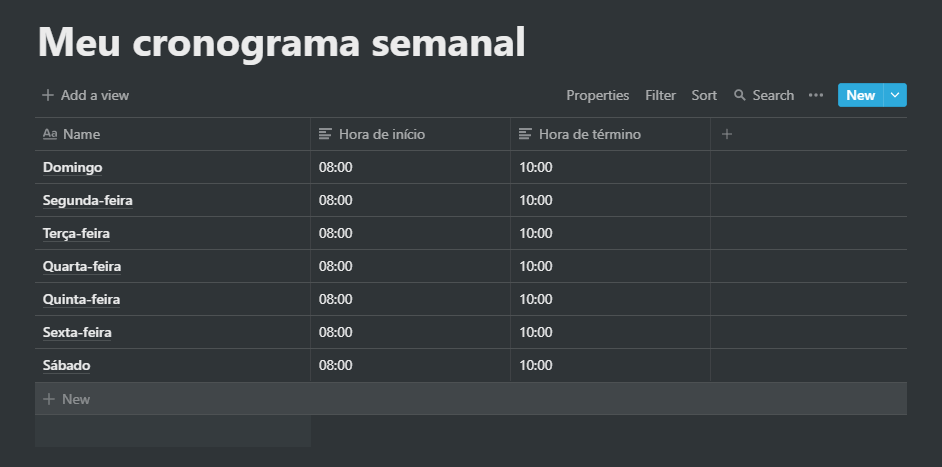 Meu cronograma semanal
+ Add a view Properties Filter Sort Search ••• New
Aa Name Hora de início Hora de término +
Domingo 08:00 10:00
Segunda-feira 08:00 10:00
Terça-feira 08:00 10:00
Quarta-feira 08:00 10:00
Quinta-feira 08:00 10:00
Sexta-feira 08:00 10:00
Sábado 08:00 10:00
+ New